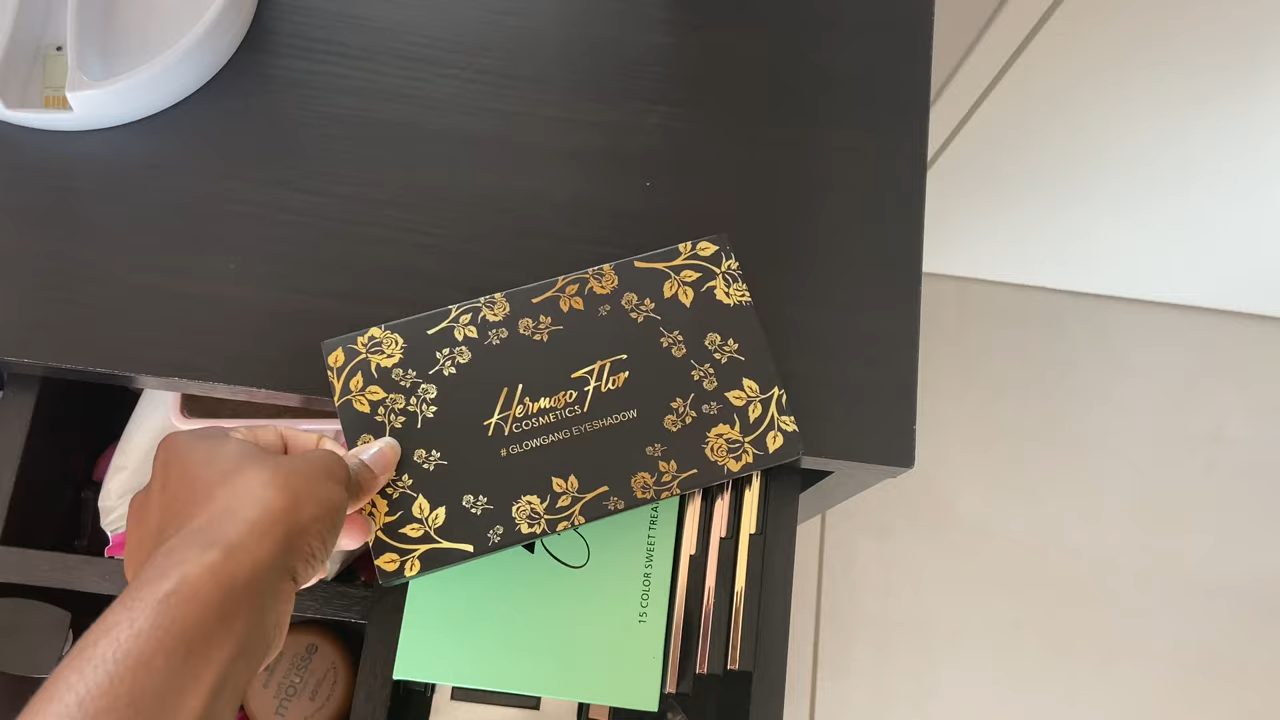 Hermoso Flor
COSMETICS
# GLOWGANG EYESHADOW
15 COLOR SWEET TREA
mousse